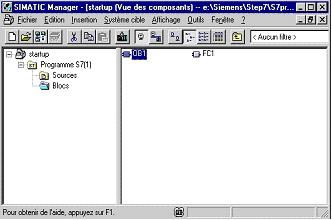 SIMATIC Manager - [startup (Vue des composants) -- e:\Siemens\Step7\S7pr...
Fichier Edition Insertion Système cible Affichage Outils Fenêtre ?
< Aucun filtre >
startup
Programme S7(1)
Sources
Blocs
OB1 FC1
Pour obtenir de l'aide, appuyez sur F1.